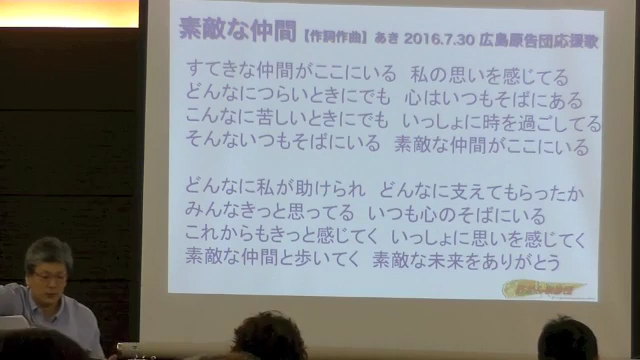 素敵な仲間【作詞作曲】あき 2016.7.30 広島原告団応援歌
すてきな仲間がここにいる 私の思いを感じてる
どんなにつらいときにでも 心はいつもそばにある
こんなに苦しいときにでも いっしょに時を過ごしてる
そんないつもそばにいる 素敵な仲間がここにいる
どんなに私が助けられ どんなに支えてもらったか
みんなきっと思ってる いつも心のそばにいる
これからもきっと感じてく いっしょに思いを感じてく
素敵な仲間と歩いてく 素敵な未来をありがとう